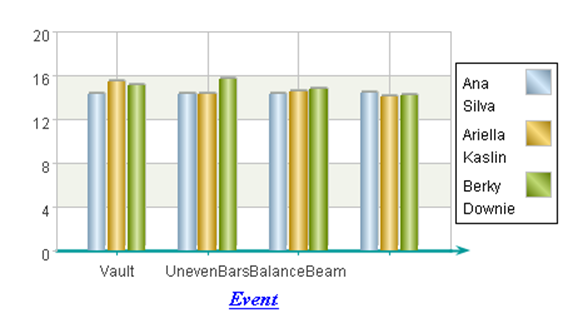 20
16
12
8
4
0
Vault UnevenBarsBalanceBeam
Event
Ana
Silva
Ariella
Kaslin
Berky
Downie